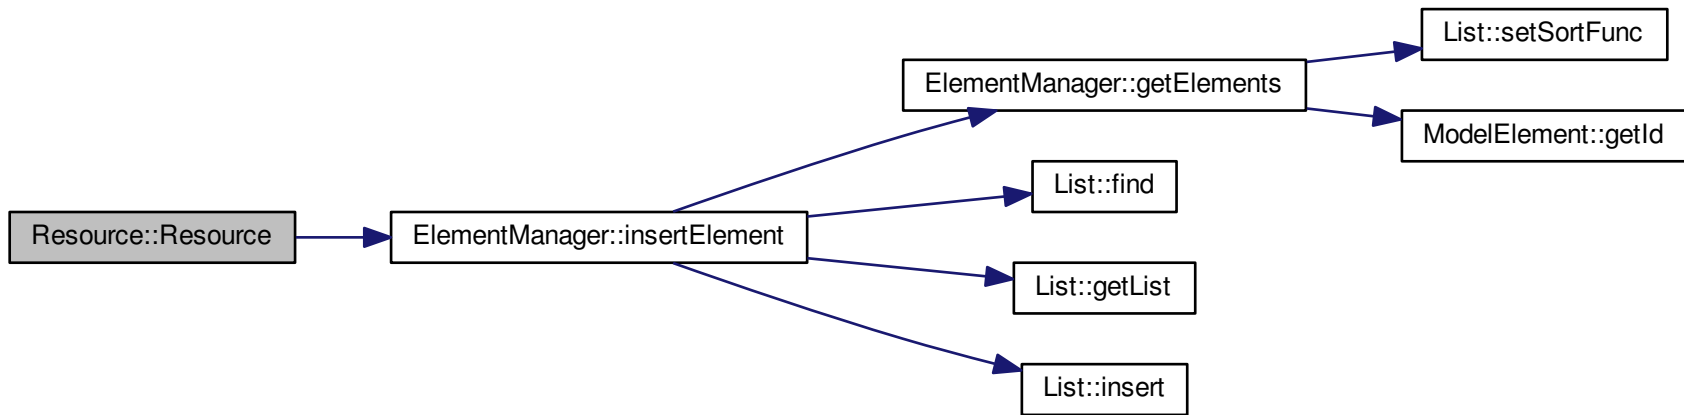 List::setSortFunc
ElementManager::getElements
ModelElement::getId
List::find
Resource::Resource
ElementManager::insertElement
List::getList
List::insert